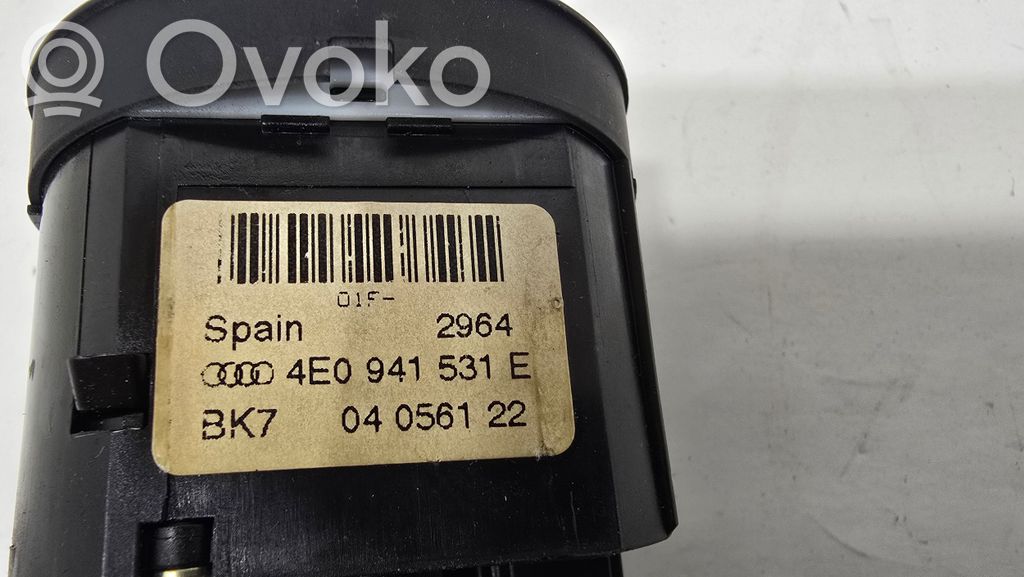 Ovoko
01F-
Spain 2964
4E0 941 531 E
BK7 04 0561 22